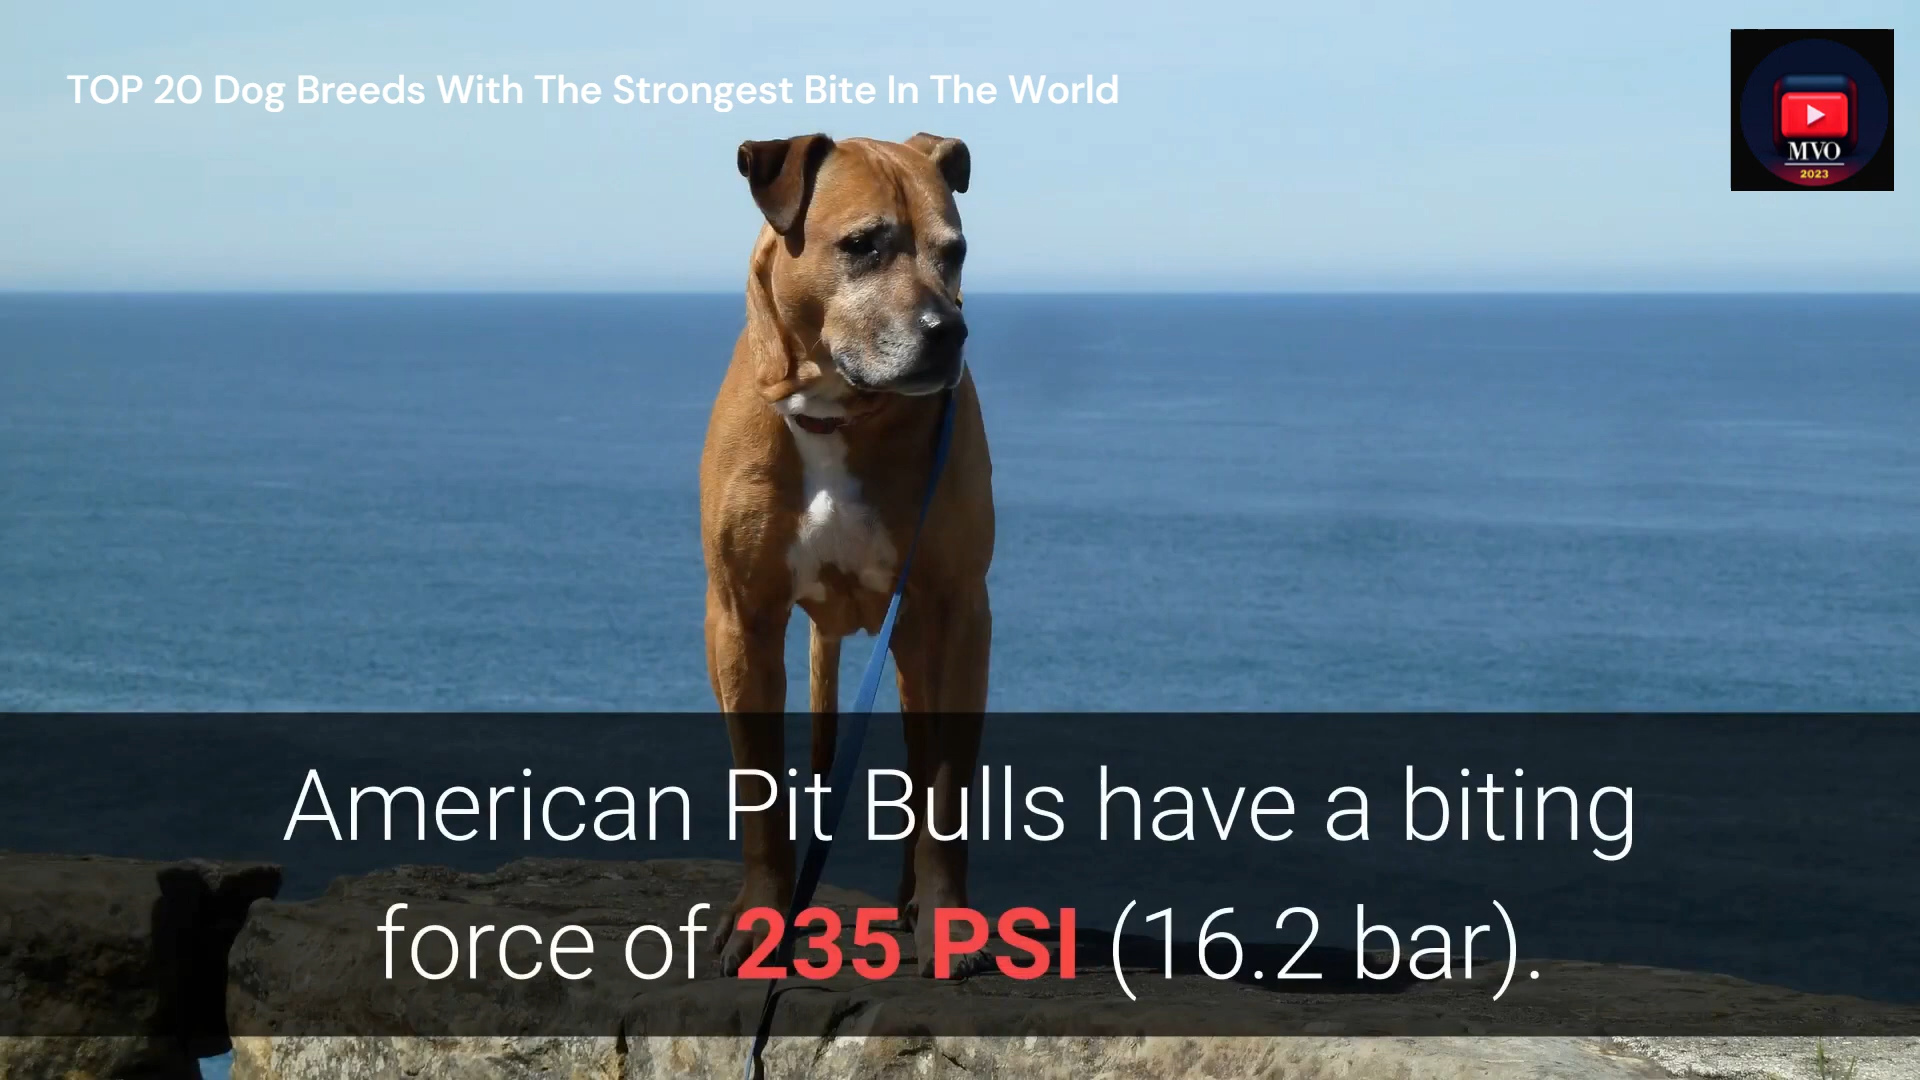 TOP 20 Dog Breeds With The Strongest Bite In The World
MVO
2023
American Pit Bulls have a biting
force of 235 PSI (16.2 bar).